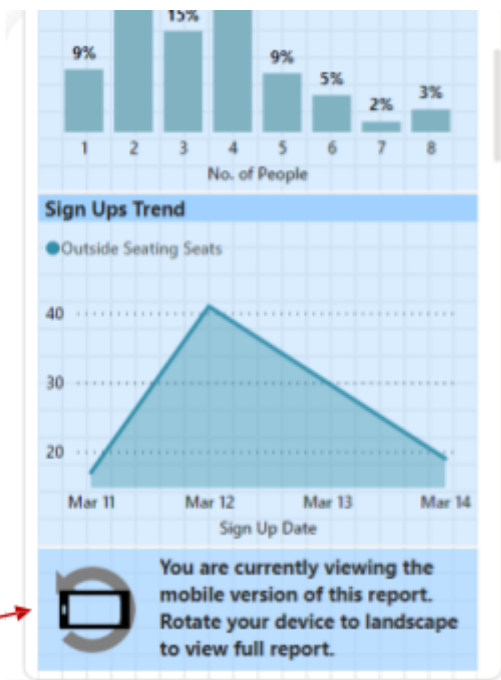 15%
9%
9%
5%
2%
3%
1 2 3 4 5 6 7 8
No. of People
Sign Ups Trend
Outside Seating Seats
40
30
20
Mar 11 Mar 12 Mar 13 Mar 14
Sign Up Date
You are currently viewing the
mobile version of this report.
Rotate your device to landscape
to view full report.